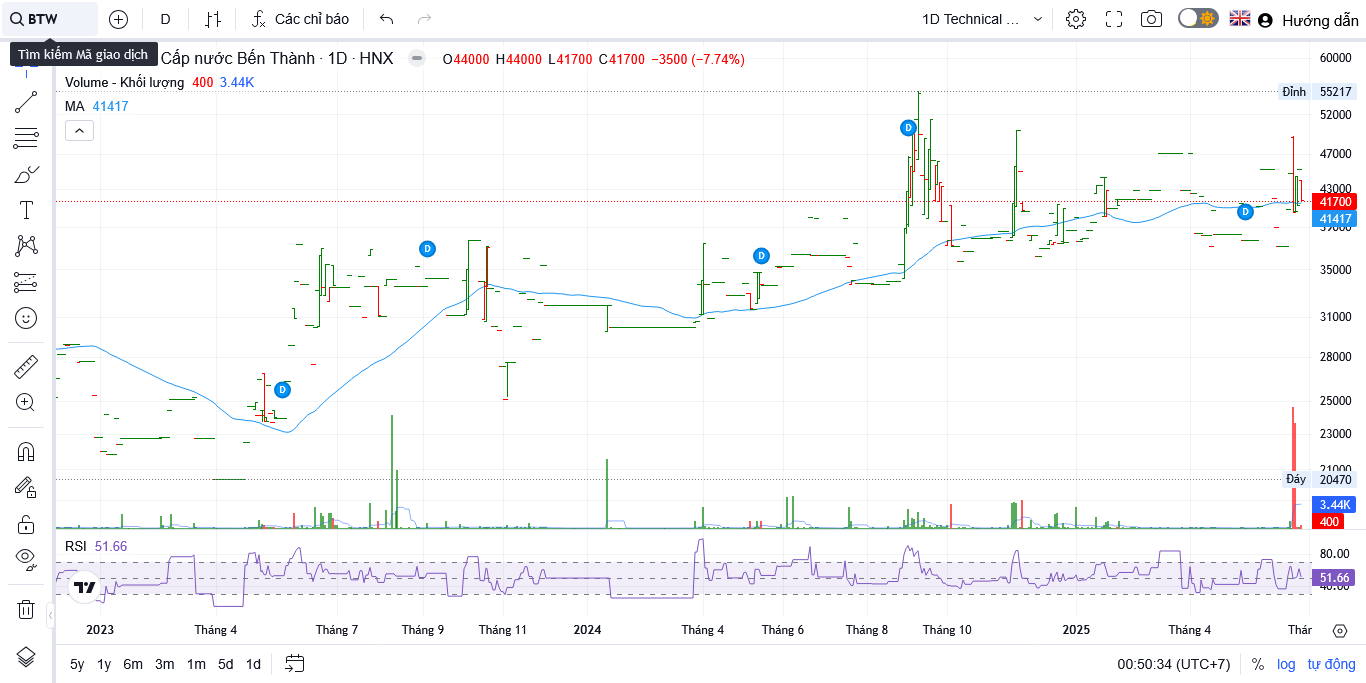 BTW
D
Các chỉ báo
1D Technical ...
Hướng dẫn
Tìm kiếm Mã giao dịch
Cấp nước Bến Thành · 1D · HNX
O44000 H44000 L41700 C41700 −3500 (−7.74%)
Volume - Khối lượng 400 3.44K
MA 41417
60000
Đỉnh 55217
52000
47000
43000
41700
41417
39000
35000
31000
28000
25000
23000
21000
Đáy 20470
3.44K
400
D
D
D
D
D
RSI 51.66
80.00
51.66
40.00
2023
Tháng 4
Tháng 7
Tháng 9
Tháng 11
2024
Tháng 4
Tháng 6
Tháng 8
Tháng 10
2025
Tháng 4
Thár
5y 1y 6m 3m 1m 5d 1d
00:50:34 (UTC+7)
% log tự động